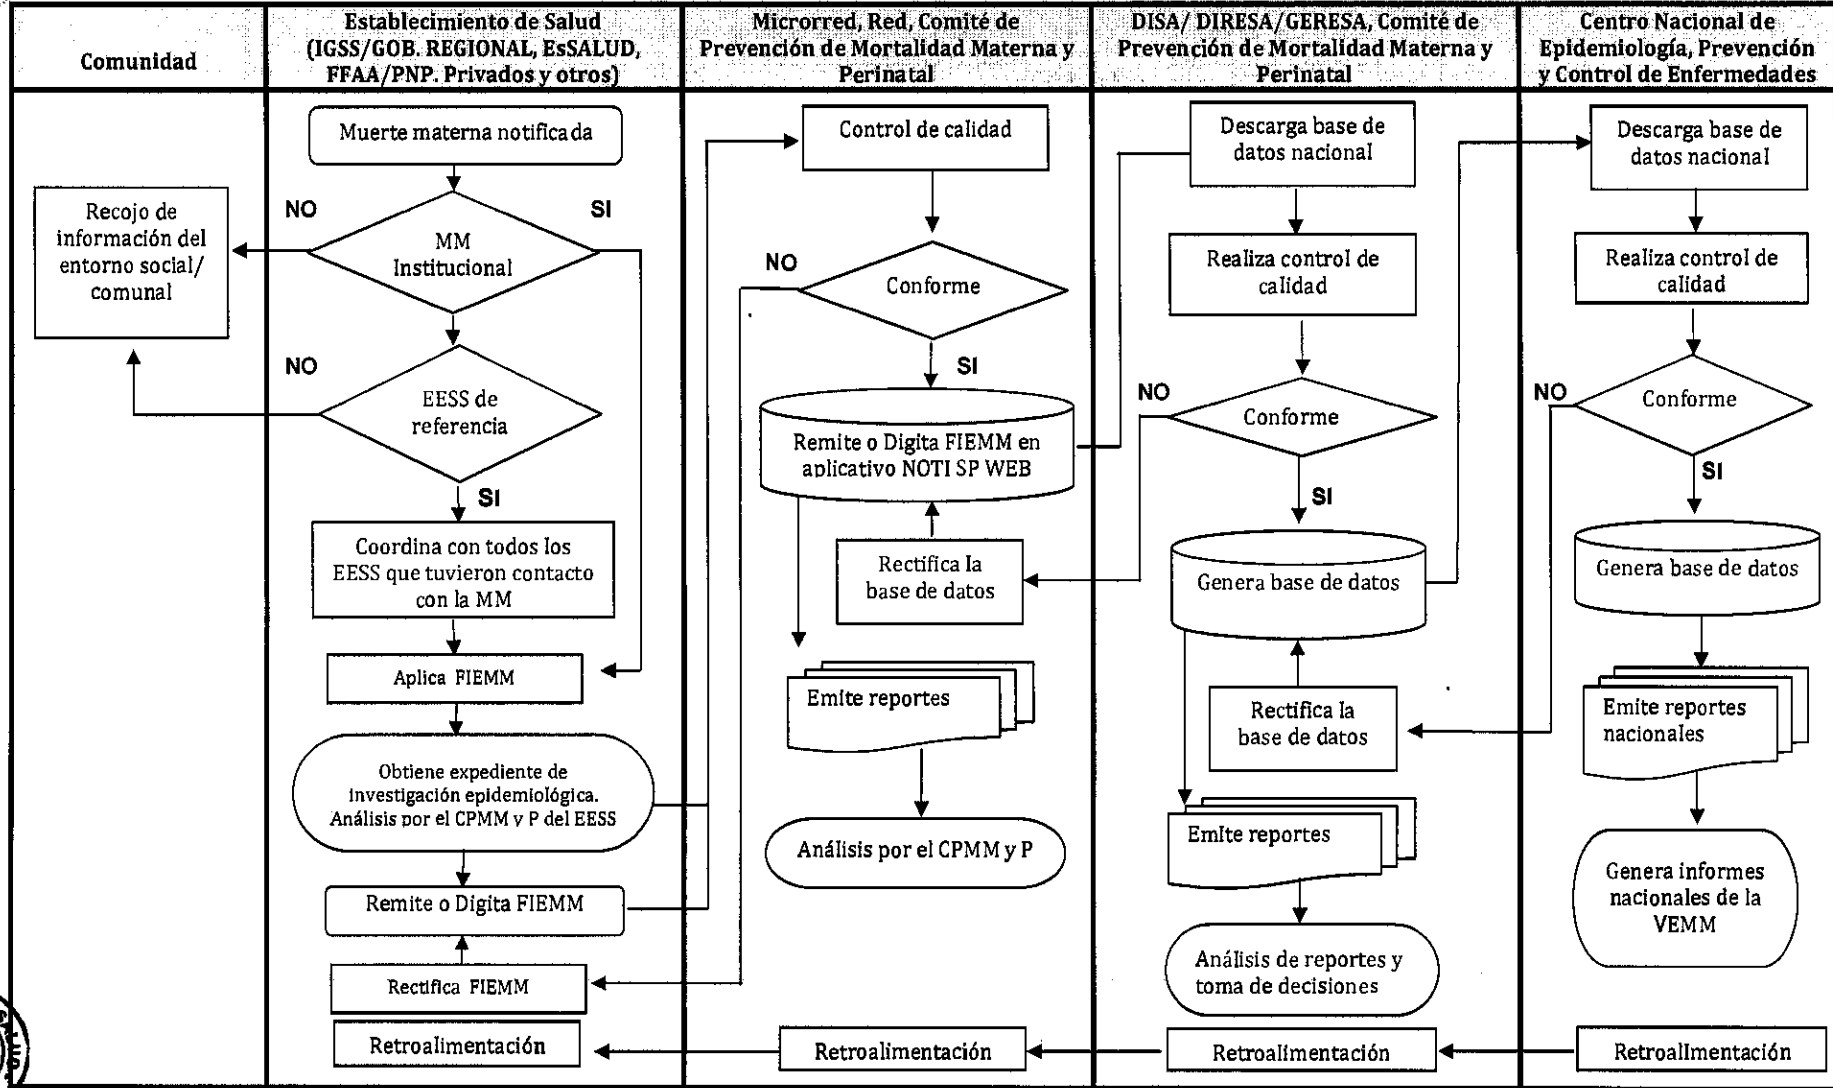 Comunidad
Establecimiento de Salud
(IGSS/GOB. REGIONAL, EsSALUD,
FFAA/PNP. Privados y otros)
Microrred, Red, Comité de
Prevención de Mortalidad Materna y
Perinatal
DISA/ DIRESA/GERESA, Comité de
Prevención de Mortalidad Materna y
Perinatal
Centro Nacional de
Epidemiología, Prevención
y Control de Enfermedades
Recojo de
información del
entorno social/
comunal
Muerte materna notificada
NO
SI
MM
Institucional
NO
EESS de
referencia
SI
Coordina con todos los
EESS que tuvieron contacto
con la MM
Aplica FIEMM
Obtiene expediente de
investigación epidemiológica.
Análisis por el CPMM y P del EESS
Remite o Digita FIEMM
Rectifica FIEMM
Retroalimentación
Control de calidad
NO
Conforme
SI
Remite o Digita FIEMM en
aplicativo NOTI SP WEB
Rectifica la
base de datos
Emite reportes
Análisis por el CPMM y P
Retroalimentación
Descarga base de
datos nacional
Realiza control de
calidad
NO
Conforme
SI
Genera base de datos
Rectifica la
base de datos
Emite reportes
Análisis de reportes y
toma de decisiones
Retroalimentación
Descarga base de
datos nacional
Realiza control de
calidad
NO
Conforme
SI
Genera base de datos
Emite reportes
nacionales
Genera informes
nacionales de la
VEMM
Retroalimentación